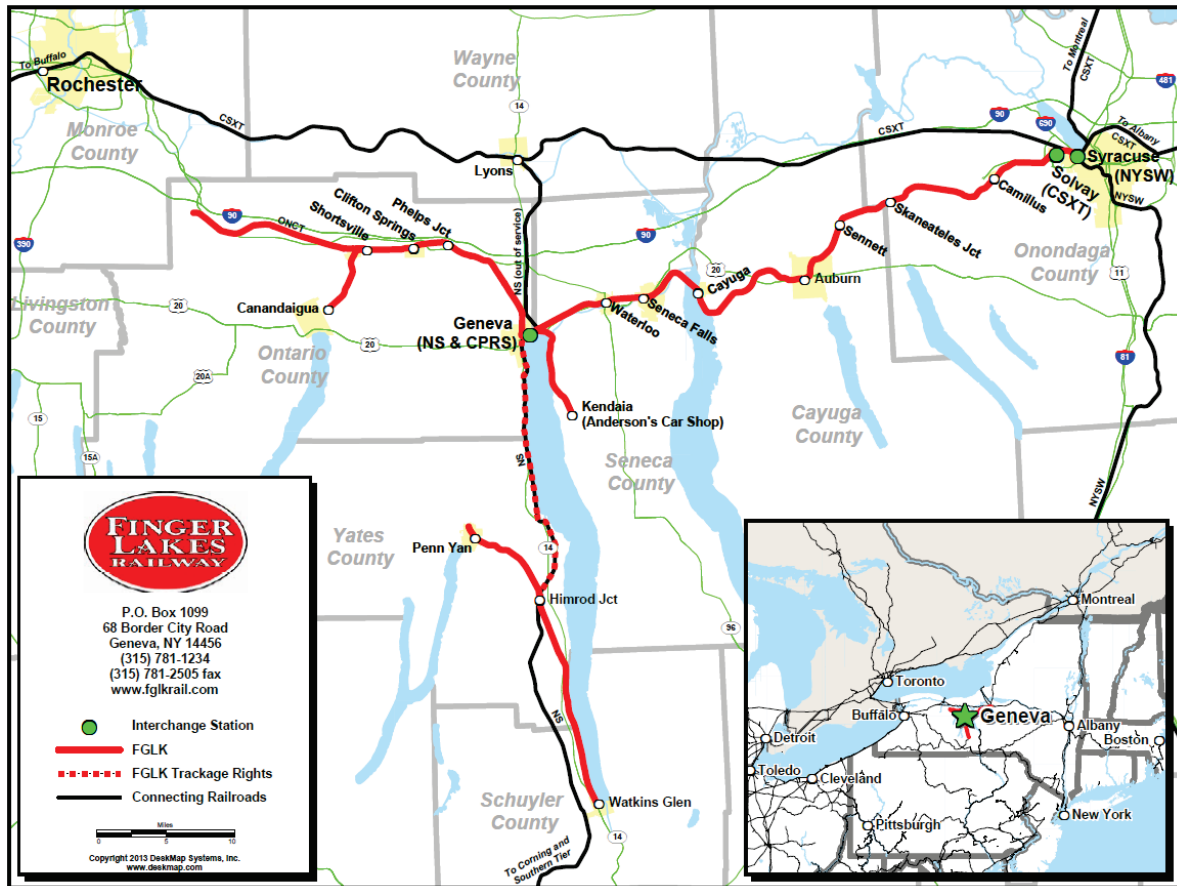 To Buffalo
Rochester
Monroe
County
CSXT
Wayne
County
14
Lyons
CSXT
90
690
To Montreal
CSXT
481
To Albany
CSXT
Syracuse
(NYSW)
Solvay
(CSXT)
NYSW
Camillus
Skaneateles Jct
Onondaga
County
11
Sennett
90
20
Auburn
Cayuga
Seneca Falls
Waterloo
NS (out of service)
Phelps Jct
Clifton Springs
Shortsville
ONCT
90
390
Livingston
County
20
Canandaigua
Ontario
County
20
20A
Geneva
(NS & CPRS)
15
15A
Kendaia
(Anderson's Car Shop)
Cayuga
County
81
Seneca
County
NS
NYSW
Yates
County
Penn Yan
14
Himrod Jct
96
NS
Schuyler
County
Watkins Glen
14
To Corning and
Southern Tier
FINGER
LAKES
RAILWAY
P.O. Box 1099
68 Border City Road
Geneva, NY 14456
(315) 781-1234
(315) 781-2505 fax
www.fglkrail.com
Interchange Station
FGLK
FGLK Trackage Rights
Connecting Railroads
Miles
0 5 10
Copyright 2013 DeskMap Systems, Inc.
www.deskmap.com
Montreal
Toronto
Buffalo
Geneva
Albany
Boston
Detroit
Toledo
Cleveland
Pittsburgh
New York